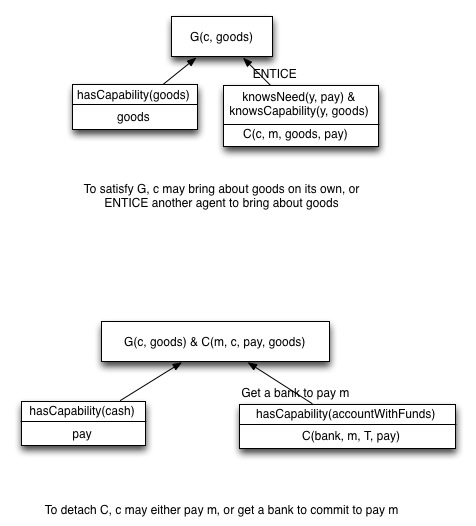 G(c, goods)
ENTICE
hasCapability(goods)
goods
knowsNeed(y, pay) &
knowsCapability(y, goods)
C(c, m, goods, pay)
To satisfy G, c may bring about goods on its own, or
ENTICE another agent to bring about goods
G(c, goods) & C(m, c, pay, goods)
Get a bank to pay m
hasCapability(cash)
pay
hasCapability(accountWithFunds)
C(bank, m, T, pay)
To detach C, c may either pay m, or get a bank to commit to pay m